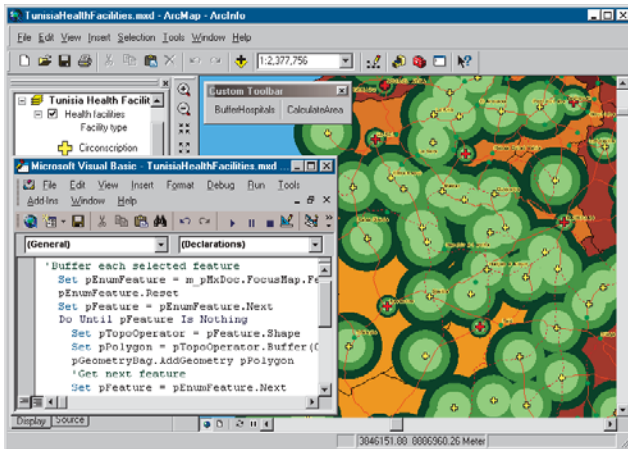 TunisiaHealthFacilities.mxd - ArcMap - ArcInfo
File Edit View Insert Selection Tools Window Help
1:2,377,756
Tunisia Health Facilit
Health facilities
Facility type
Circonscription
Custom Toolbar
BufferHospitals CalculateArea
Microsoft Visual Basic - TunisiaHealthFacilities.mxd ...
File Edit View Insert Format Debug Run Tools
Add-Ins Window Help
(General) (Declarations)
'Buffer each selected feature
Set pEnumFeature = m_pMxDoc.FocusMap.Fe
pEnumFeature.Reset
Set pFeature = pEnumFeature.Next
Do Until pFeature Is Nothing
Set pTopoOperator = pFeature.Shape
Set pPolygon = pTopoOperator.Buffer(0
pGeometryBag.AddGeometry pPolygon
'Get next feature
Set pFeature = pEnumFeature.Next
Display Source
3846151.88 8886960.26 Meter